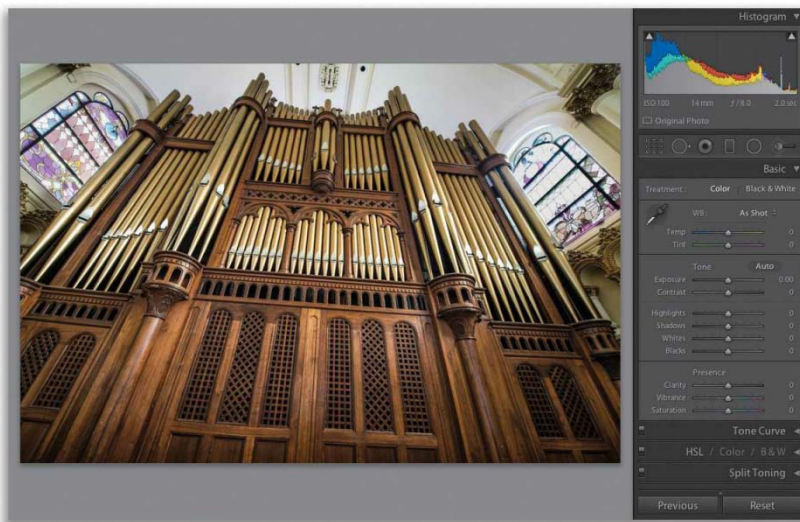 Histogram
ISO 100 14 mm ƒ / 8.0 2.0 sec
Original Photo
Basic
Treatment: Color Black & White
WB: As Shot
Temp 0
Tint 0
Tone Auto
Exposure 0.00
Contrast 0
Highlights 0
Shadows 0
Whites 0
Blacks 0
Presence
Clarity 0
Vibrance 0
Saturation 0
Tone Curve
HSL / Color / B & W
Split Toning
Previous Reset